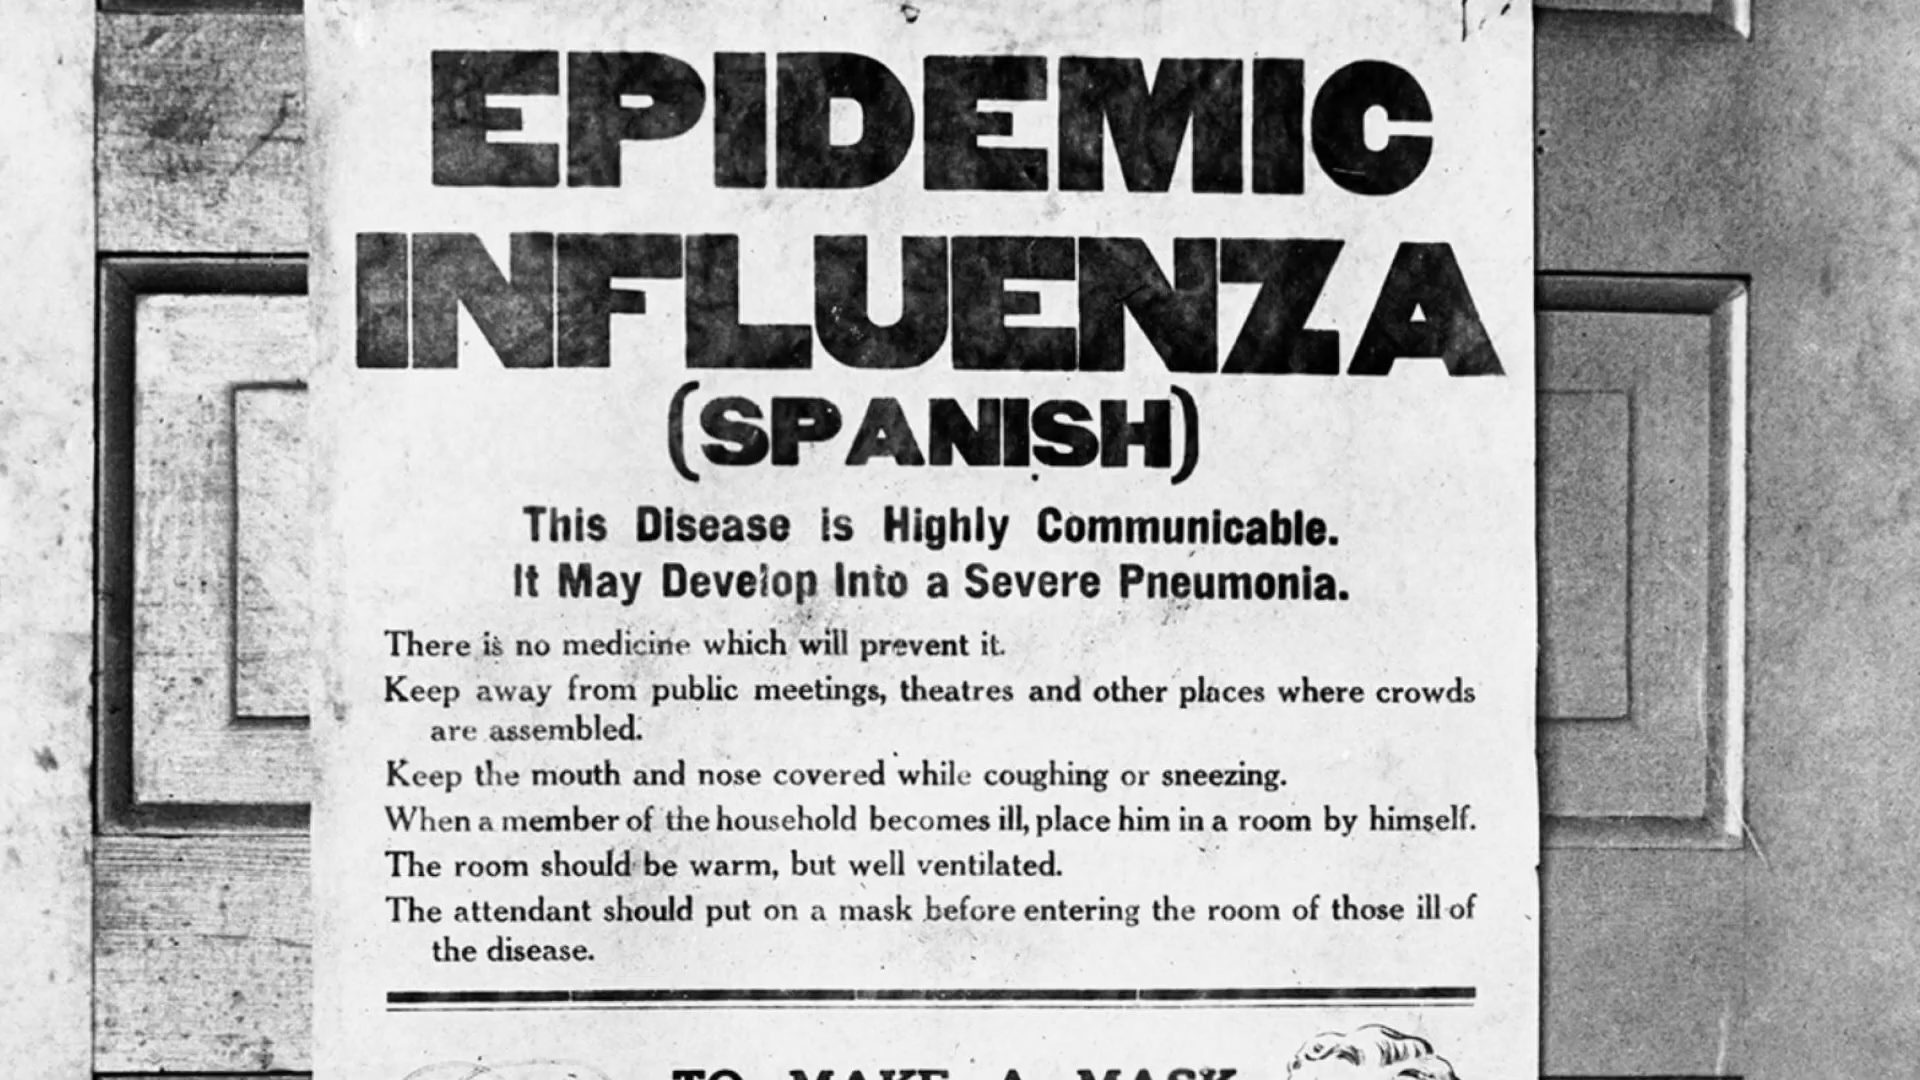 EPIDEMIC
INFLUENZA
(SPANISH)
This Disease is Highly Communicable.
It May Develop Into a Severe Pneumonia.
There is no medicine which will prevent it.
Keep away from public meetings, theatres and other places where crowds
are assembled.
Keep the mouth and nose covered while coughing or sneezing.
When a member of the household becomes ill, place him in a room by himself.
The room should be warm, but well ventilated.
The attendant should put on a mask before entering the room of those ill of
the disease.
TO MAKE A MASK